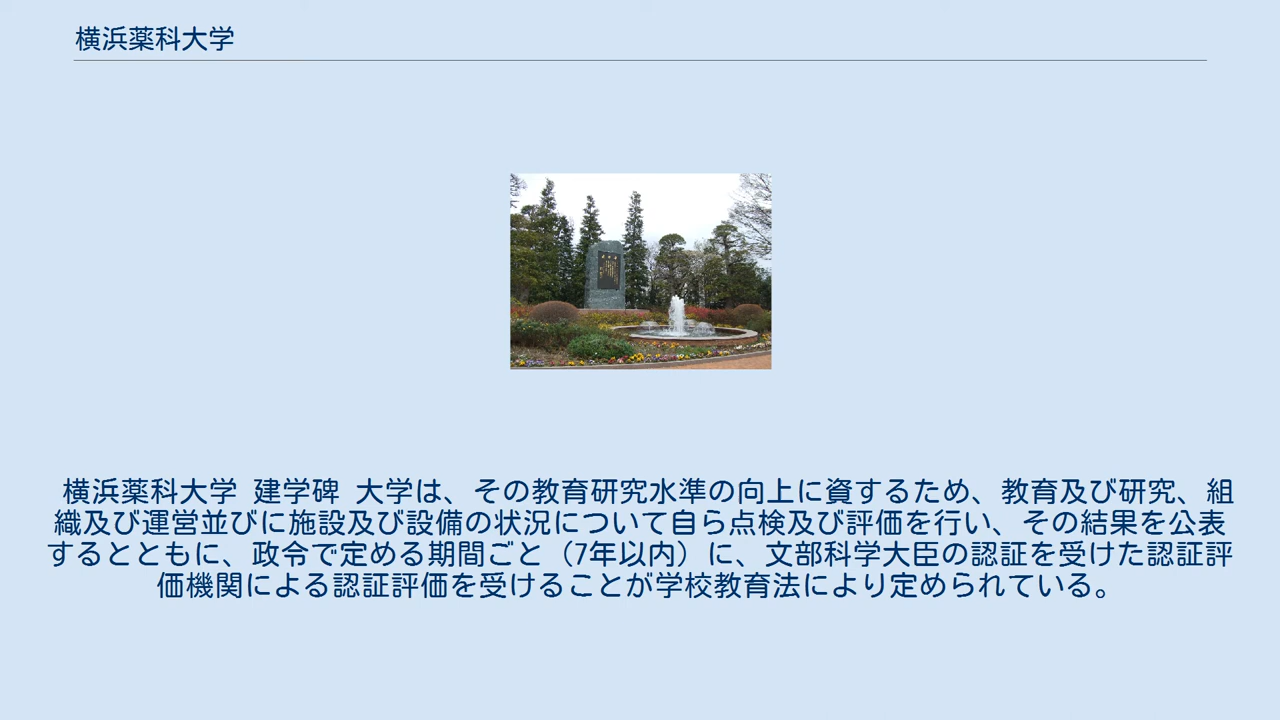 横浜薬科大学
横浜薬科大学 建学碑 大学は、その教育研究水準の向上に資するため、教育及び研究、組
織及び運営並びに施設及び設備の状況について自ら点検及び評価を行い、その結果を公表
するとともに、政令で定める期間ごと（7年以内）に、文部科学大臣の認証を受けた認証評
価機関による認証評価を受けることが学校教育法により定められている。